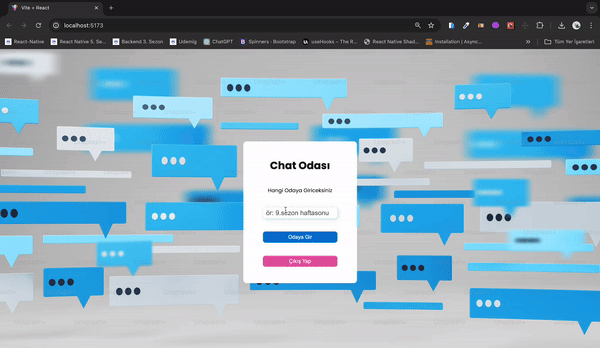 Vite + React
localhost:5173
React Native
React Native 5. Se...
Backend 3. Sezon
Udemig
ChatGPT
Spinners · Bootstrap
useHooks – The R...
React Native Shad...
Installation | Async...
Tüm Yer İşaretleri
Chat Odası
Hangi Odaya Giriceksiniz
ör: 9.sezon haftasonu
Odaya Gir
Çıkış Yap